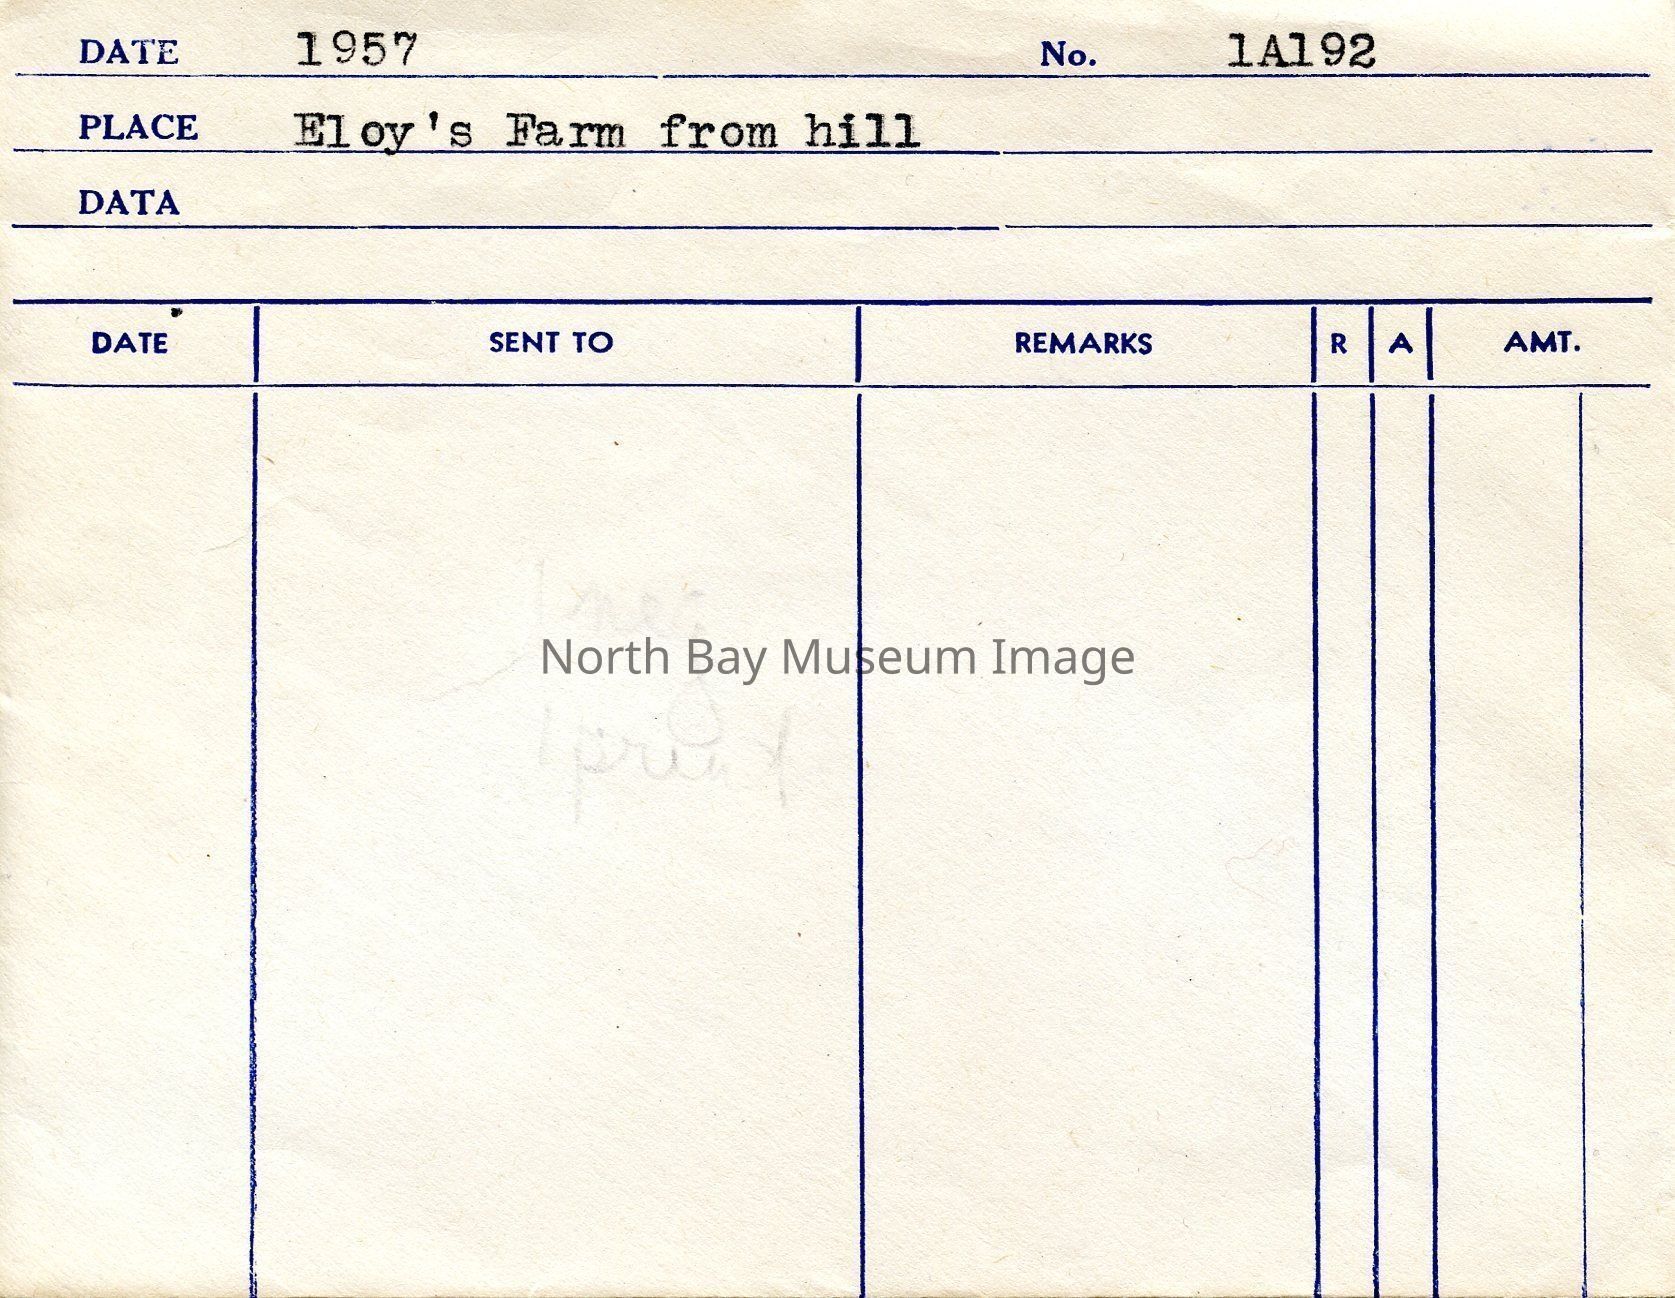 DATE 1957 No. 1A192
PLACE Eloy's Farm from hill
DATA
DATE SENT TO REMARKS R A AMT.
North Bay Museum Image